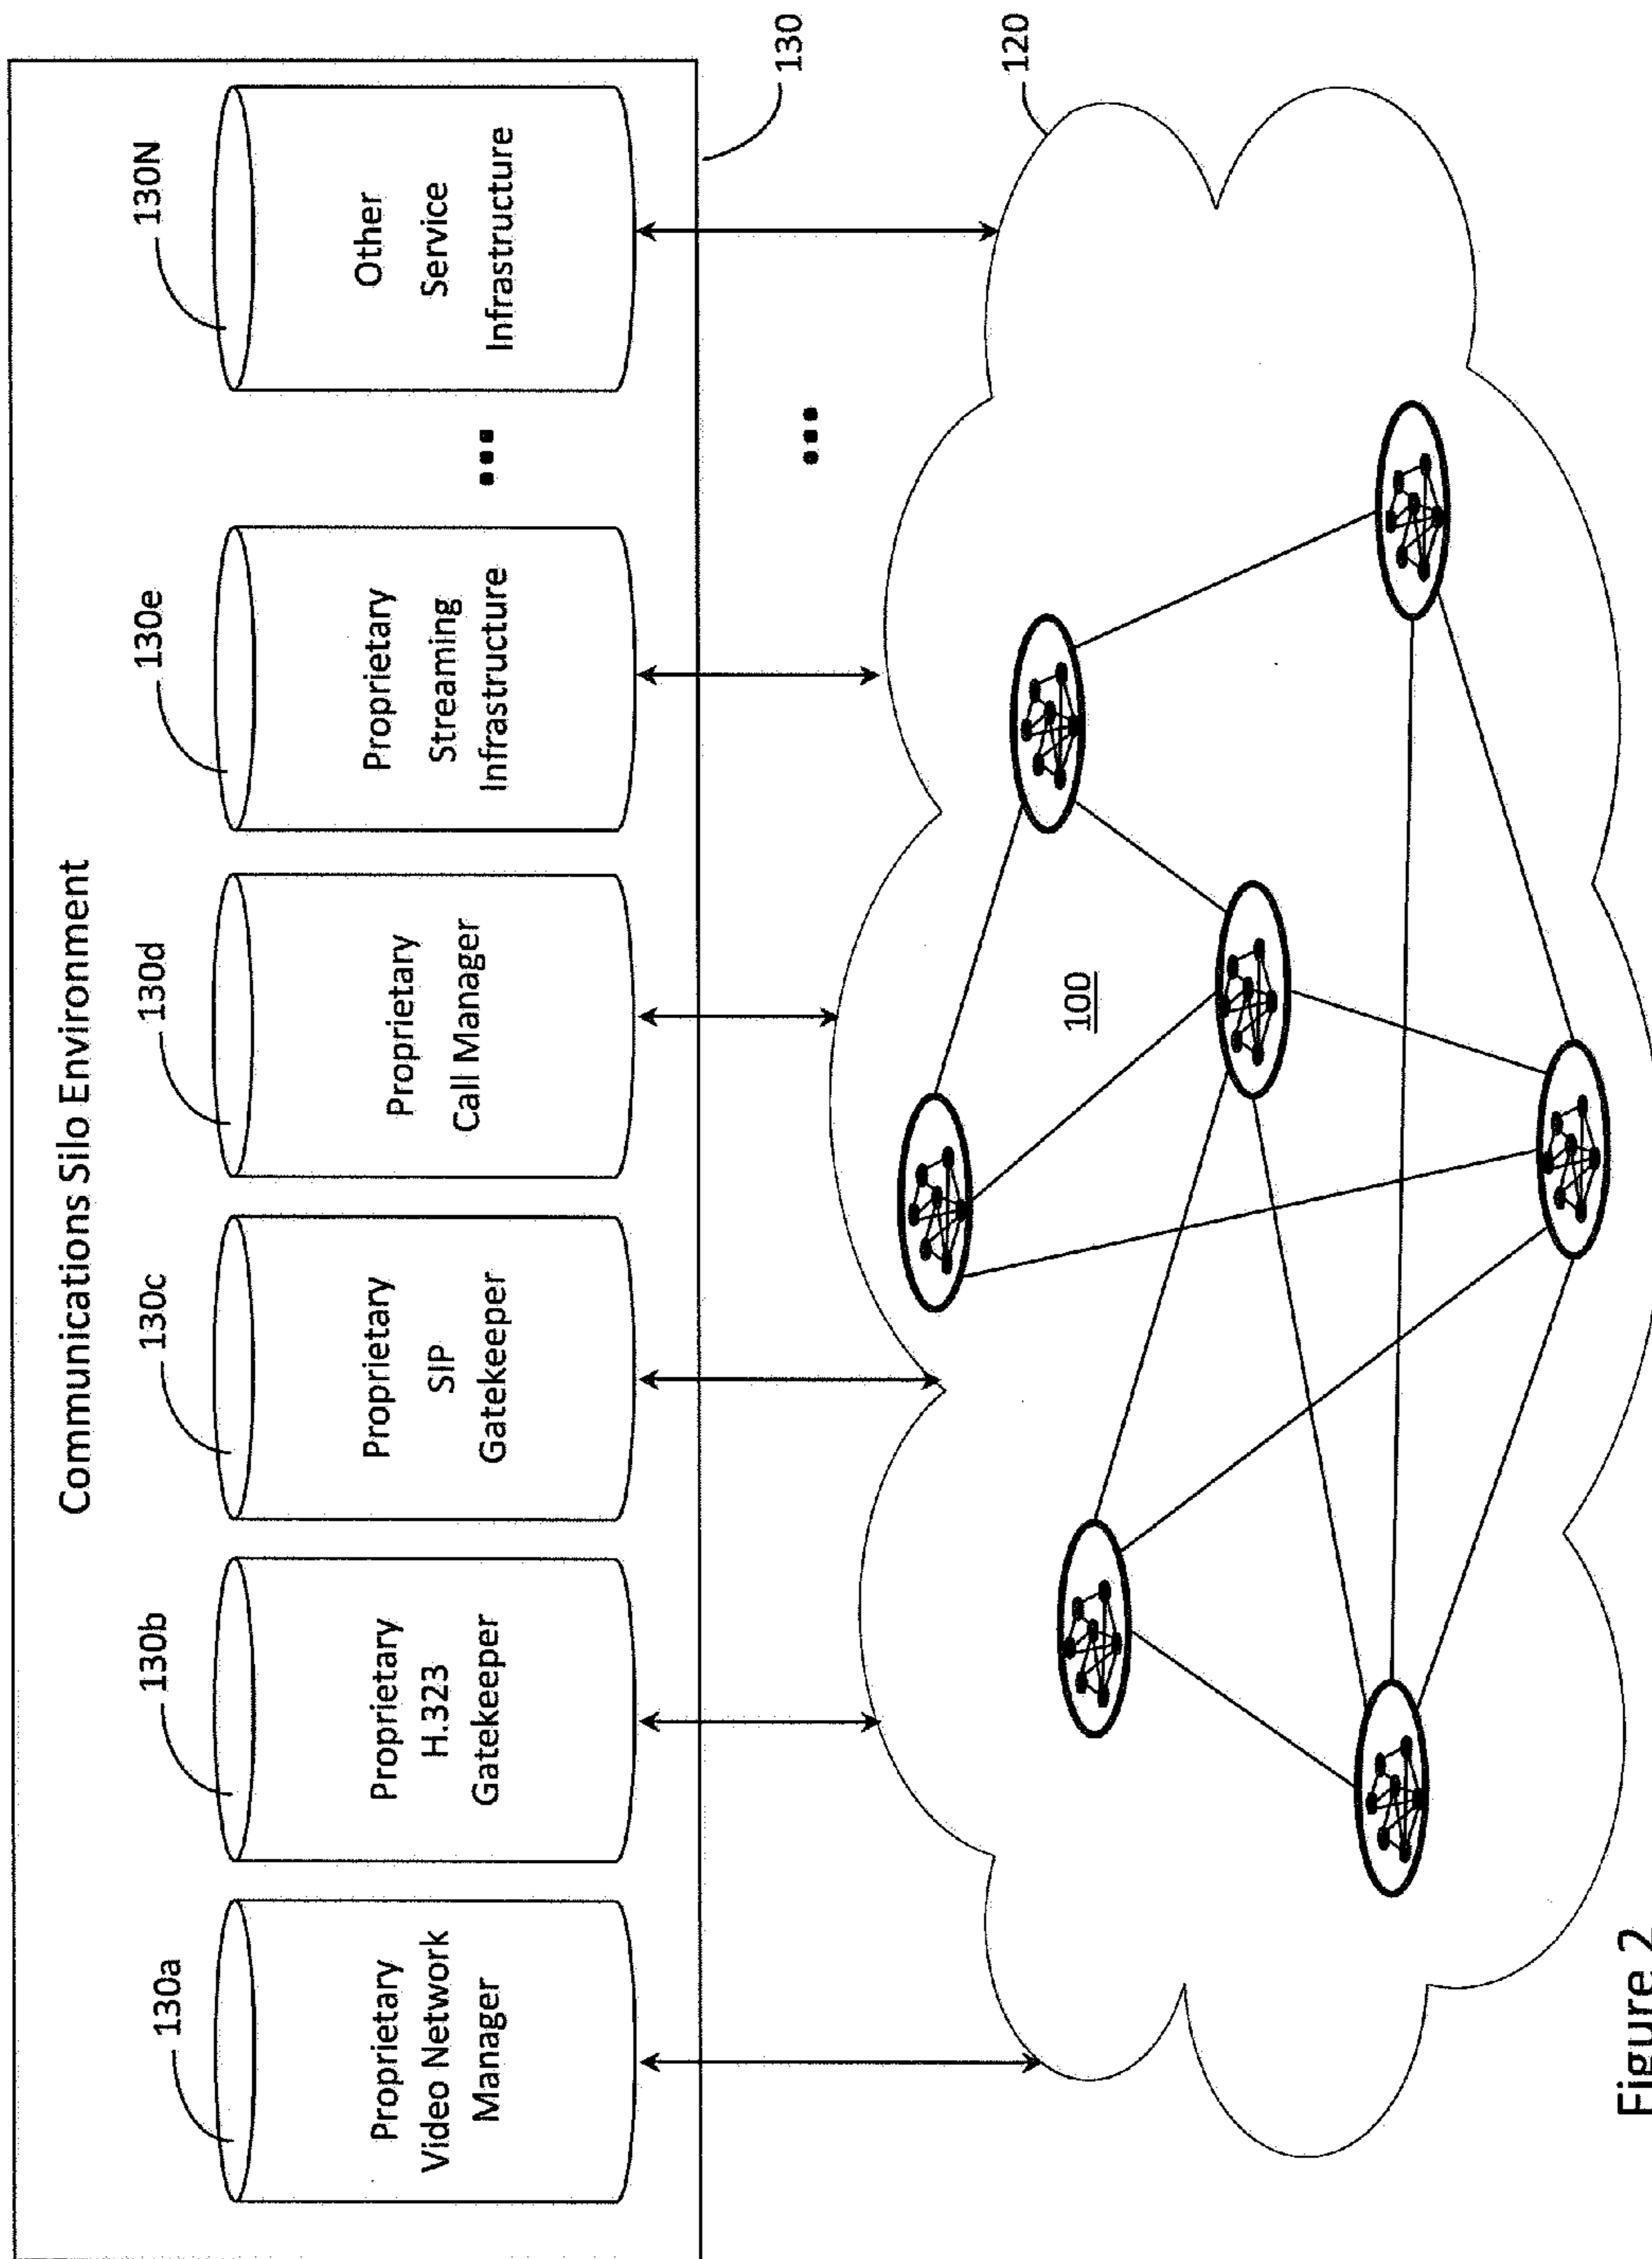 Communications Silo Environment
130a
130b
130c
130d
130e
130N
Proprietary
Video Network
Manager
Proprietary
H.323
Gatekeeper
Proprietary
SIP
Gatekeeper
Proprietary
Call Manager
Proprietary
Streaming
Infrastructure
...
Other
Service
Infrastructure
130
...
120
100
Figure 2